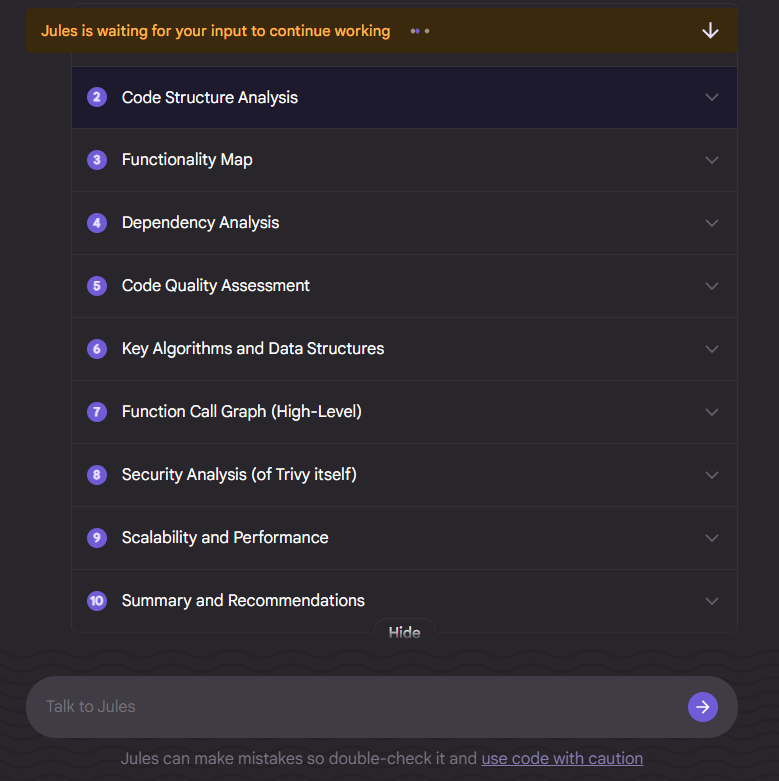 Jules is waiting for your input to continue working
2 Code Structure Analysis
3 Functionality Map
4 Dependency Analysis
5 Code Quality Assessment
6 Key Algorithms and Data Structures
7 Function Call Graph (High-Level)
8 Security Analysis (of Trivy itself)
9 Scalability and Performance
10 Summary and Recommendations
Hide
Talk to Jules
Jules can make mistakes so double-check it and use code with caution